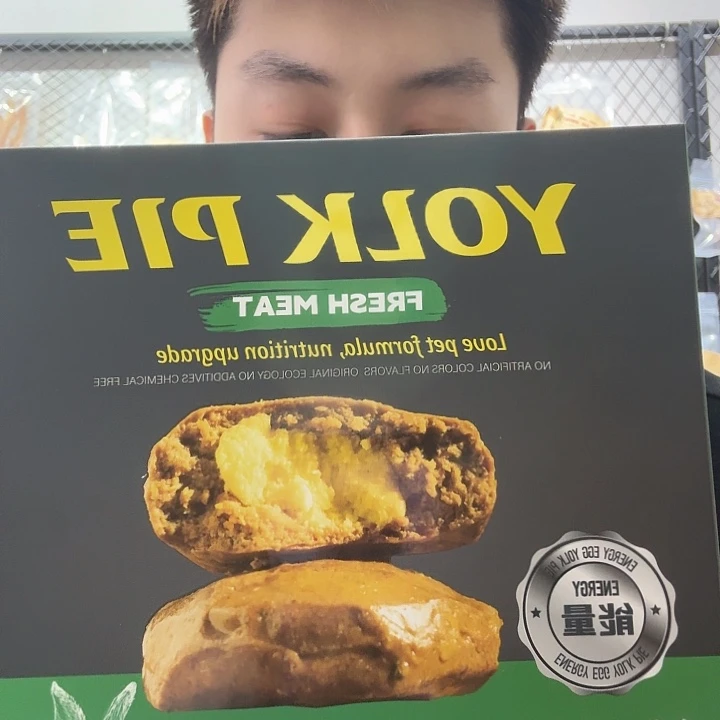 YOLK PIE
FRESH MEAT
Love pet formula, nutrition upgrade
NO ARTIFICIAL COLORS NO FLAVORS ORIGINAL ECOLOGY NO ADDITIVES CHEMICAL FREE
ENERGY EGG YOLK PIE
ENERGY
能量
ENERGY EGG YOLK PIE